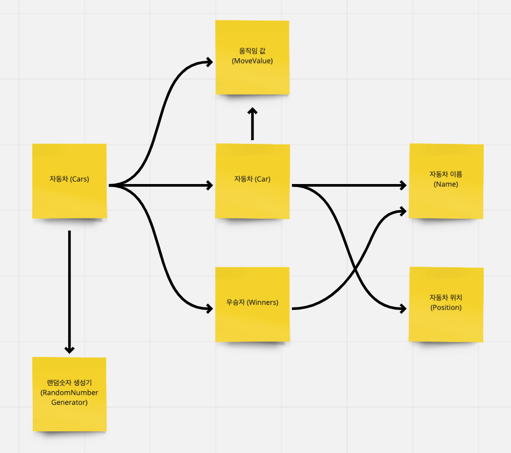 움직임 값
(MoveValue)
자동차 (Cars)
자동차 (Car)
자동차 이름
(Name)
우승자 (Winners)
자동차 위치
(Position)
랜덤숫자 생성기
(RandomNumber
Generator)